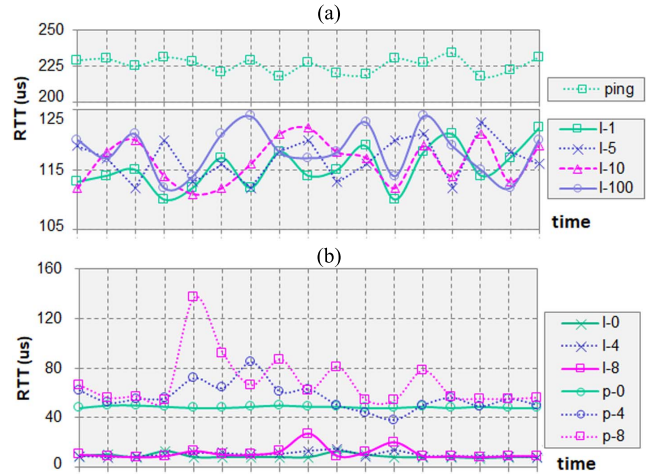 (a)
250
225
200
RTT (us)
ping
125
115
105
l-1
l-5
l-10
l-100
time
(b)
160
120
80
40
0
RTT (us)
l-0
l-4
l-8
p-0
p-4
p-8
time